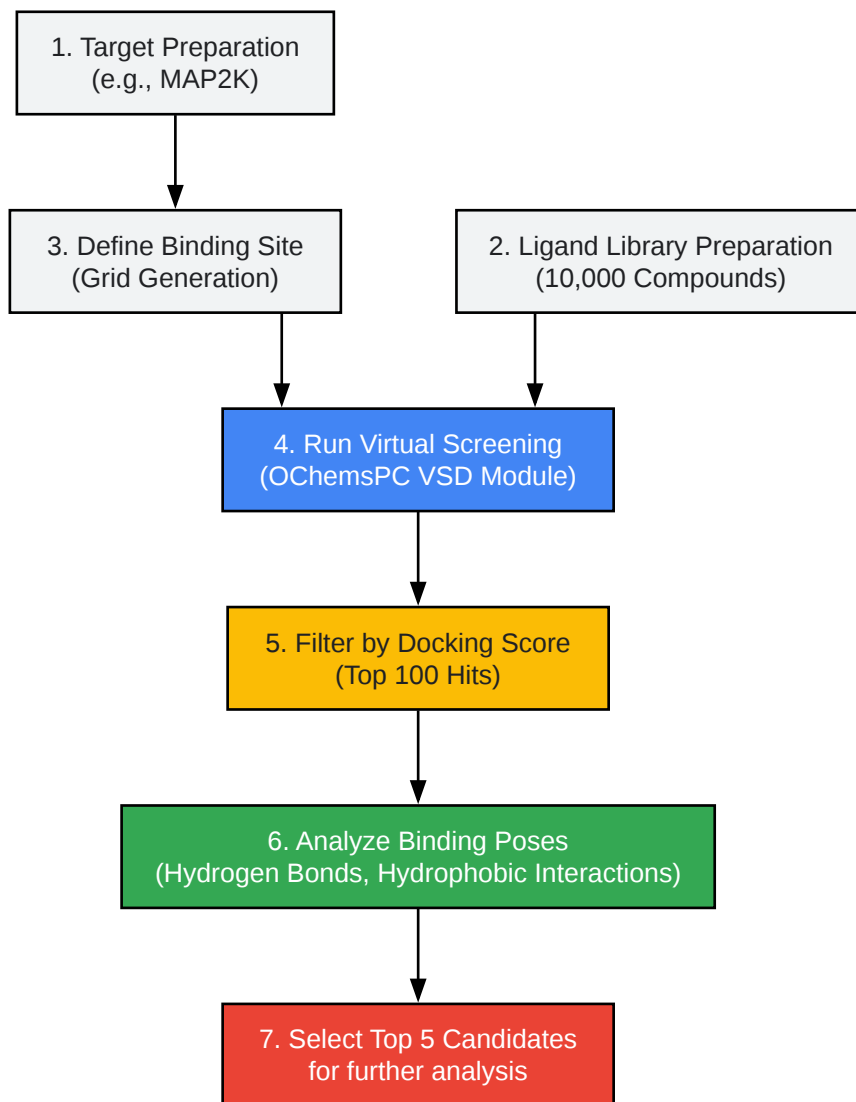 1. Target Preparation
(e.g., MAP2K)
3. Define Binding Site
(Grid Generation)
2. Ligand Library Preparation
(10,000 Compounds)
4. Run Virtual Screening
(OChemsPC VSD Module)
5. Filter by Docking Score
(Top 100 Hits)
6. Analyze Binding Poses
(Hydrogen Bonds, Hydrophobic Interactions)
7. Select Top 5 Candidates
for further analysis